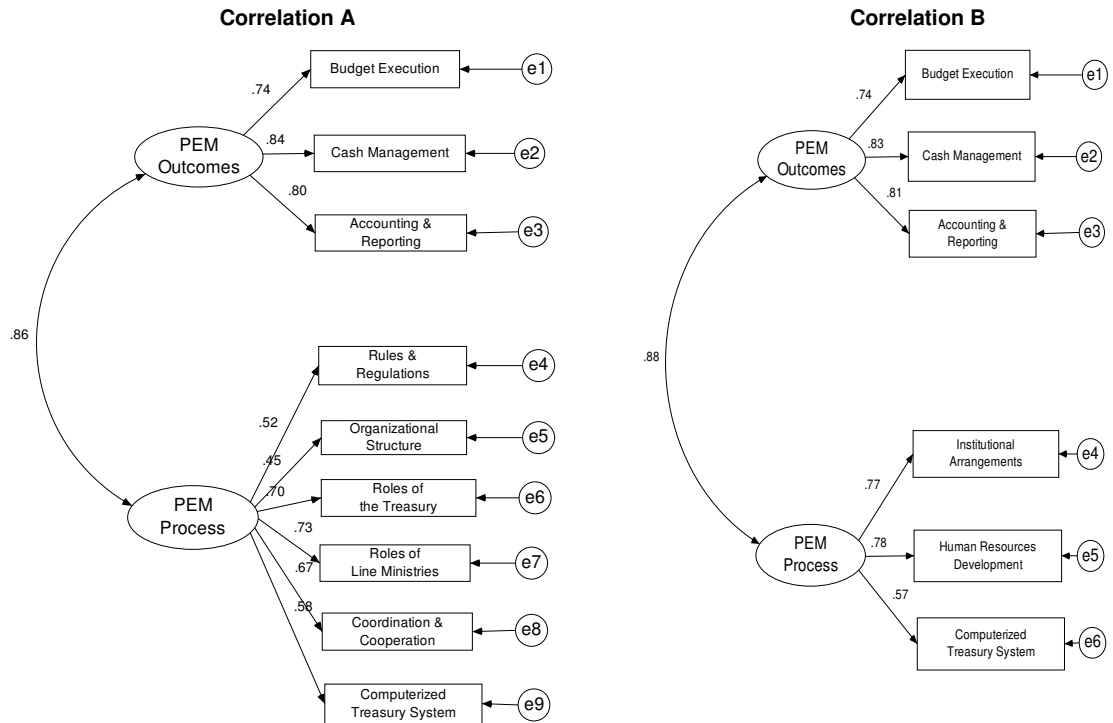 Correlation A
Budget Execution
e1
.74
PEM
Outcomes
.84
Cash Management
e2
.80
Accounting &
Reporting
e3
.86
Rules &
Regulations
e4
.52
Organizational
Structure
e5
.45
.70
Roles of
the Treasury
e6
PEM
Process
.73
Roles of
Line Ministries
e7
.67
.58
Coordination &
Cooperation
e8
Computerized
Treasury System
e9
Correlation B
Budget Execution
e1
.74
PEM
Outcomes
.83
Cash Management
e2
.81
Accounting &
Reporting
e3
.88
Institutional
Arrangements
e4
.77
PEM
Process
.78
Human Resources
Development
e5
.57
Computerized
Treasury System
e6